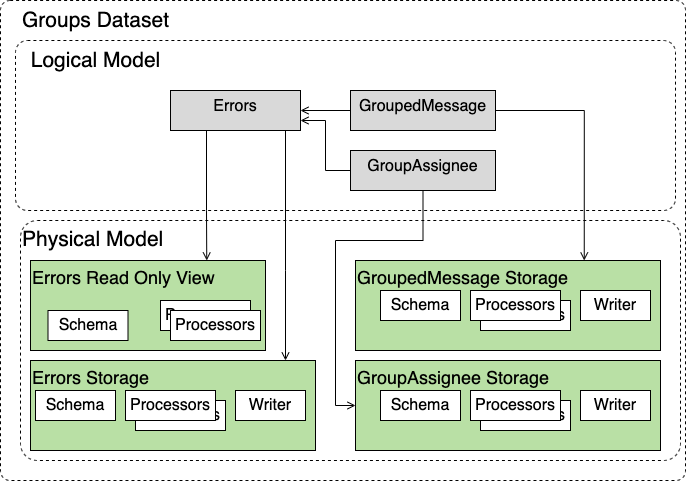 Groups Dataset
Logical Model
Errors
GroupedMessage
GroupAssignee
Physical Model
Errors Read Only View
Schema
Processors
GroupedMessage Storage
Schema
Processors
Writer
Errors Storage
Schema
Processors
Writer
GroupAssignee Storage
Schema
Processors
Writer